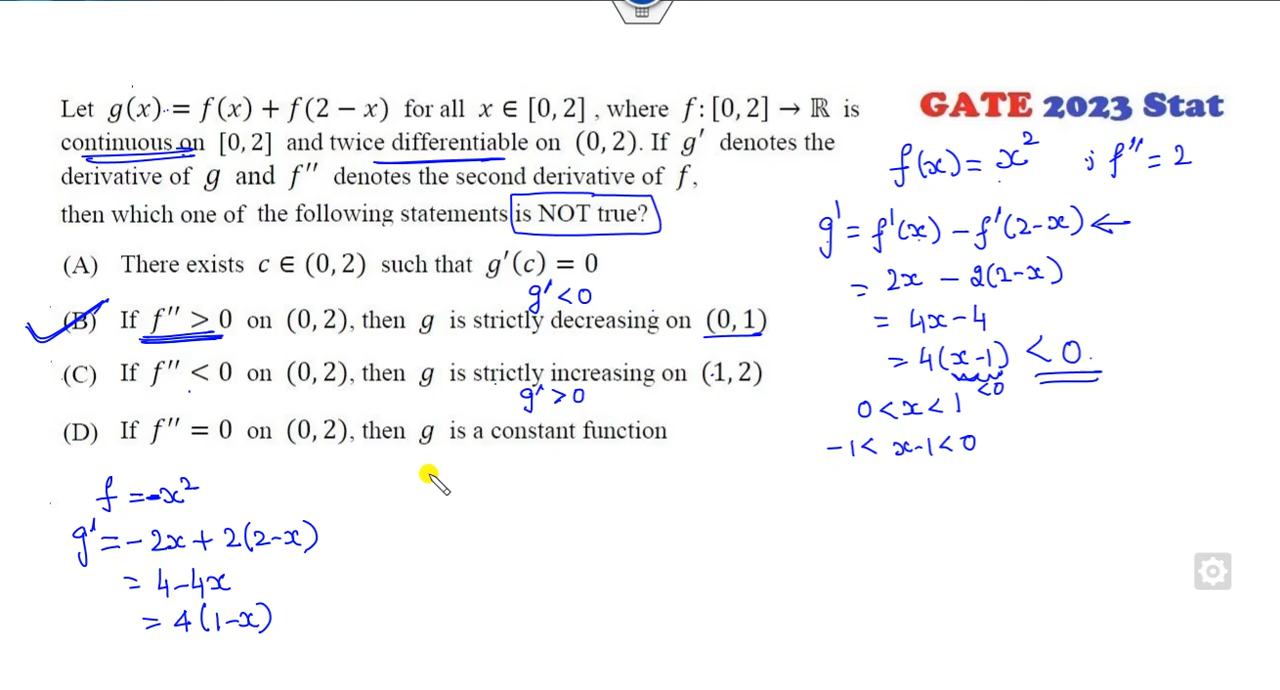 Let g(x) = f(x) + f(2 − x) for all x ∈ [0, 2] , where f: [0, 2] → ℝ is
continuous on [0, 2] and twice differentiable on (0, 2). If g′ denotes the
derivative of g and f″ denotes the second derivative of f,
then which one of the following statements is NOT true?
(A) There exists c ∈ (0, 2) such that g′(c) = 0
g' < 0
(B) If f″ > 0 on (0, 2), then g is strictly decreasing on (0, 1)
(C) If f″ < 0 on (0, 2), then g is strictly increasing on (1, 2)
g' > 0
(D) If f″ = 0 on (0, 2), then g is a constant function
f = -x²
g' = - 2x + 2(2-x)
= 4-4x
= 4(1-x)
GATE 2023 Stat
f(x) = x² ; f" = 2
g' = f'(x) - f'(2-x) ←
= 2x - 2(2-x)
= 4x-4
= 4(x-1) < 0.
<0
0 < x < 1
-1 < x-1 < 0